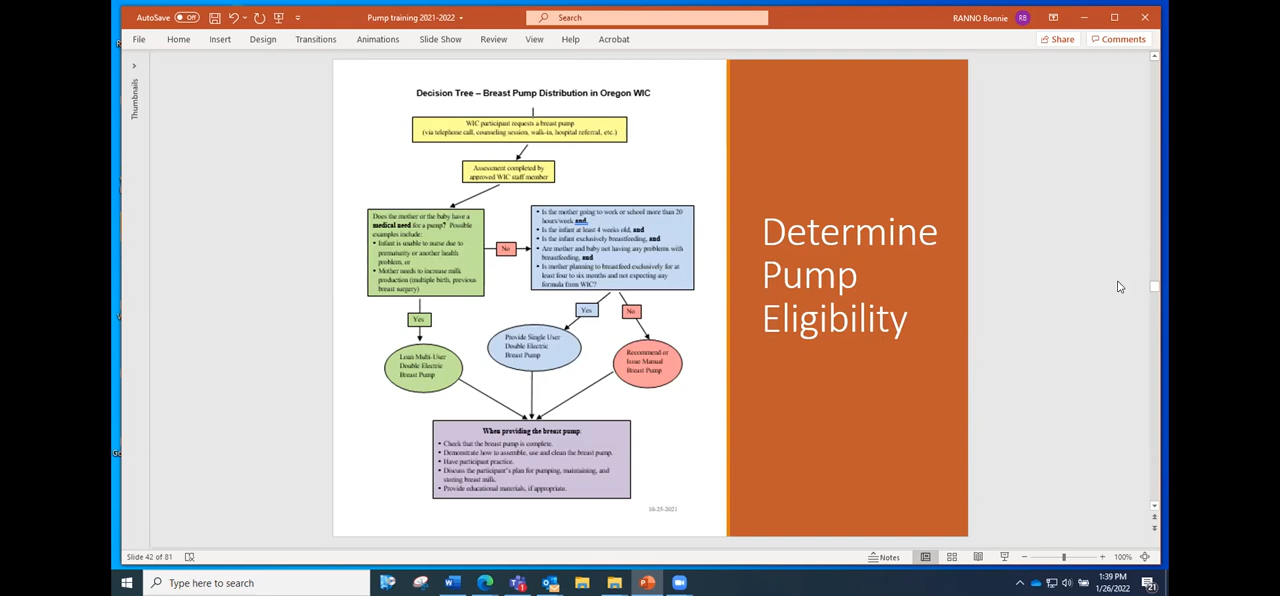 AutoSave Off
Pump training 2021-2022
Search
RANNO Bonnie RB
File Home Insert Design Transitions Animations Slide Show Review View Help Acrobat
Share Comments
Thumbnails
Decision Tree – Breast Pump Distribution in Oregon WIC
WIC participant requests a breast pump
(via telephone call, counseling session, walk-in, hospital referral, etc.)
Assessment completed by
approved WIC staff member
Does the mother or the baby have a
medical need for a pump? Possible
examples include:
• Infant is unable to nurse due to
prematurity or another health
problem, or
• Mother needs to increase milk
production (multiple birth, previous
breast surgery)
No
• Is the mother going to work or school more than 20
hours/week and,
• Is the infant at least 4 weeks old, and
• Is the infant exclusively breastfeeding, and
• Are mother and baby not having any problems with
breastfeeding, and
• Is mother planning to breastfeed exclusively for at
least four to six months and not expecting any
formula from WIC?
Yes
Yes
No
Loan Multi-User
Double Electric
Breast Pump
Provide Single User
Double Electric
Breast Pump
Recommend or
Issue Manual
Breast Pump
When providing the breast pump.
• Check that the breast pump is complete.
• Demonstrate how to assemble, use and clean the breast pump.
• Have participant practice.
• Discuss the participant's plan for pumping, maintaining, and
storing breast milk.
• Provide educational materials, if appropriate.
10-25-2021
Determine
Pump
Eligibility
Slide 42 of 81
Notes
100%
Type here to search
1:39 PM
1/26/2022
21